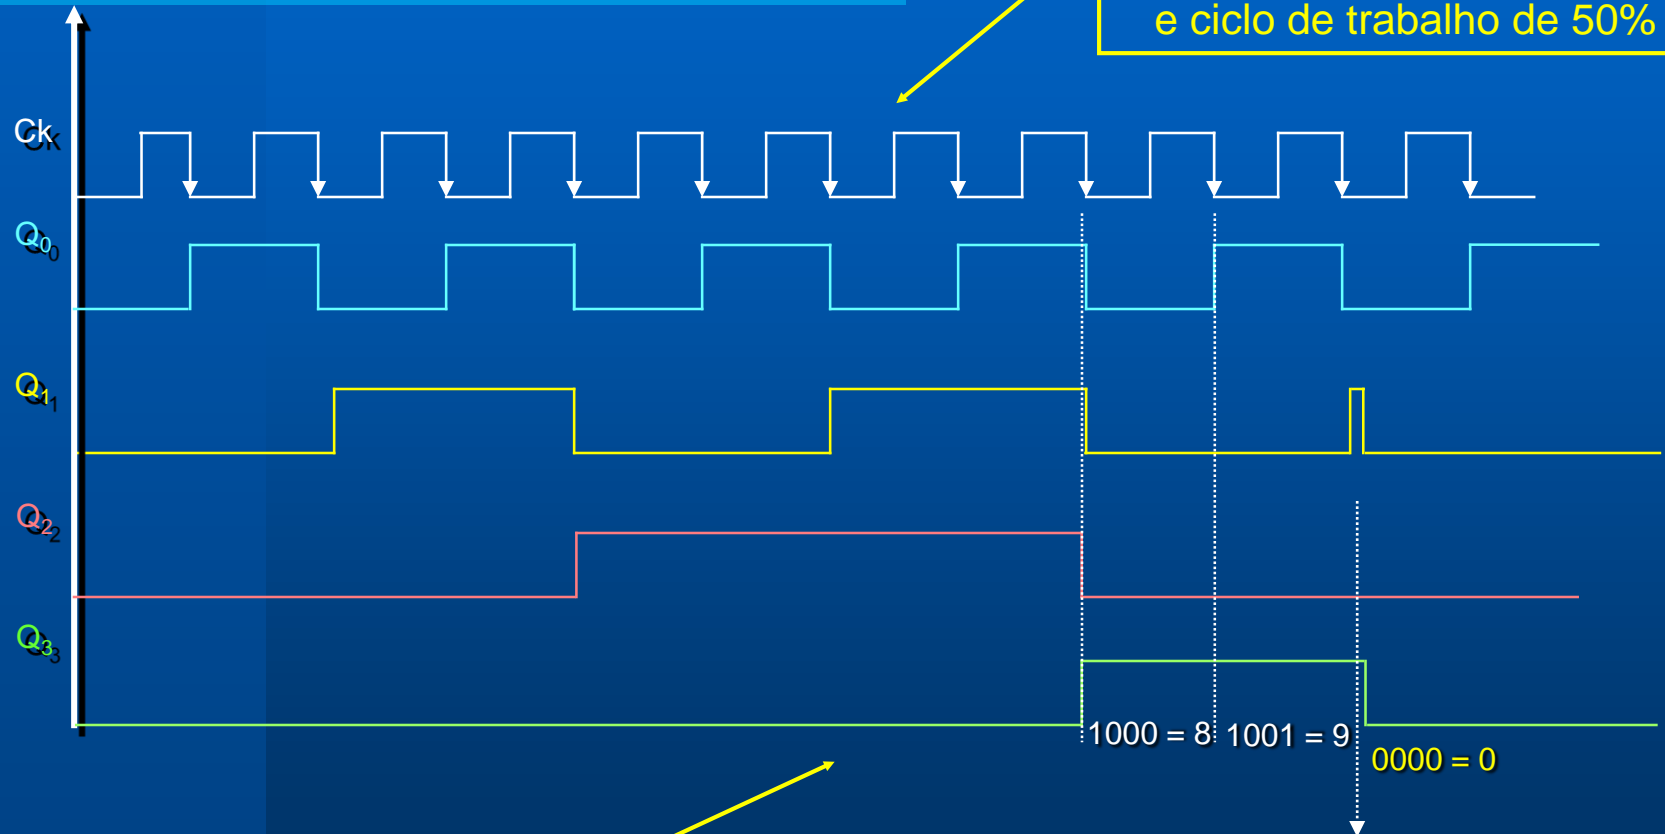 e ciclo de trabalho de 50%
Ck
Q0
Q1
Q2
Q3
1000 = 8
1001 = 9
0000 = 0